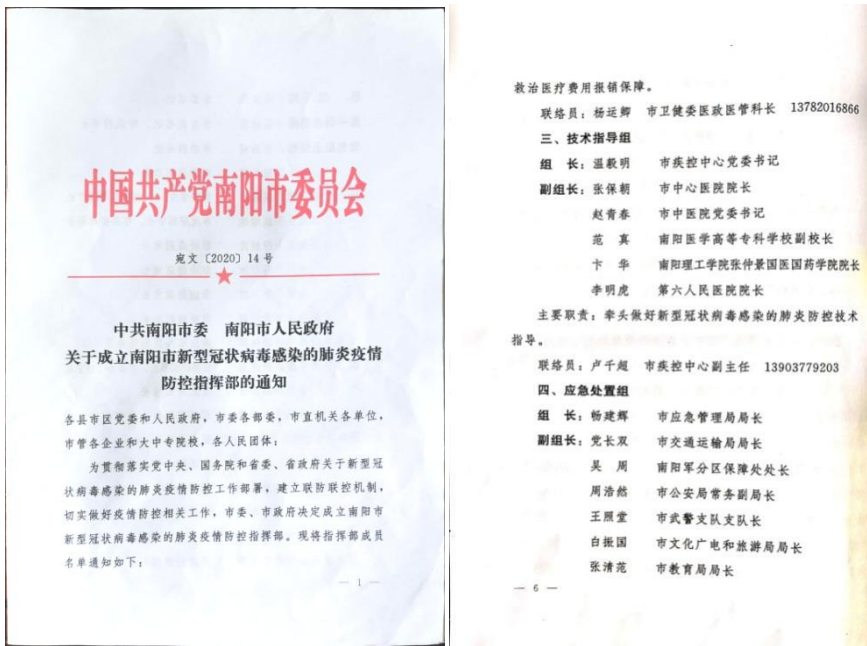 中国共产党南阳市委员会
宛文〔2020〕14号
中共南阳市委 南阳市人民政府
关于成立南阳市新型冠状病毒感染的肺炎疫情
防控指挥部的通知
各县市区党委和人民政府，市委各部委，市直机关各单位，
市管各企业和大中专院校，各人民团体：
为贯彻落实党中央、国务院和省委、省政府关于新型冠
状病毒感染的肺炎疫情防控工作部署，建立联防联控机制，
切实做好疫情防控相关工作，市委、市政府决定成立南阳市
新型冠状病毒感染的肺炎疫情防控指挥部。现将指挥部成员
名单通知如下：
— 1 —
救治医疗费用报销保障。
联络员：杨运卿 市卫健委医政医管科长 13782016866
三、技术指导组
组 长：温毅明 市疾控中心党委书记
副组长：张保朝 市中心医院院长
赵青春 市中医院党委书记
范 真 南阳医学高等专科学校副校长
卞 华 南阳理工学院张仲景国医国药学院院长
李明虎 第六人民医院院长
主要职责：牵头做好新型冠状病毒感染的肺炎防控技术
指导。
联络员：卢千超 市疾控中心副主任 13903779203
四、应急处置组
组 长：杨建辉 市应急管理局局长
副组长：党长双 市交通运输局局长
吴 周 南阳军分区保障处处长
周浩然 市公安局常务副局长
王照堂 市武警支队支队长
白振国 市文化广电和旅游局局长
张清范 市教育局局长
— 6 —